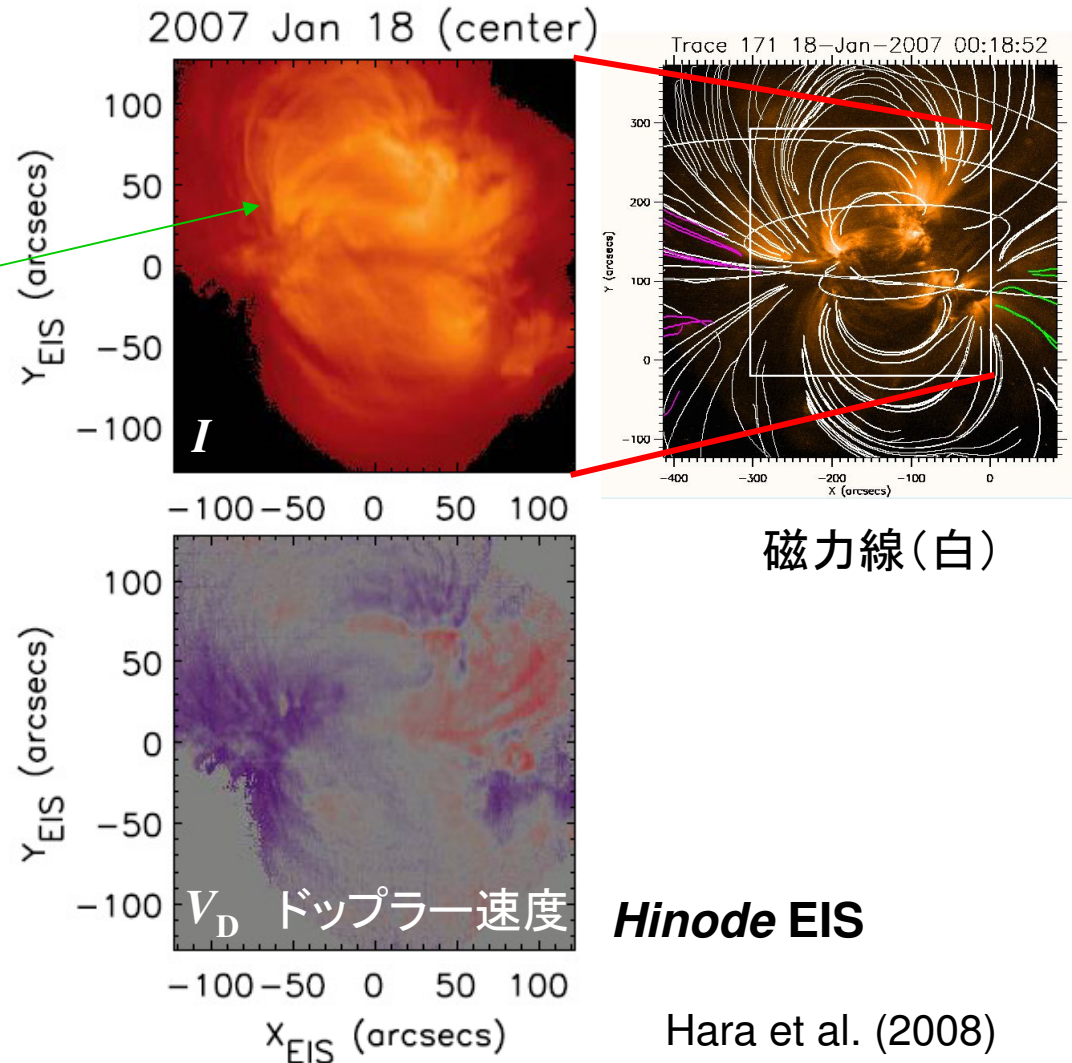 2007 Jan 18 (center)
Trace 171 18-Jan-2007 00:18:52
100
50
0
−50
−100
Y_EIS (arcsecs)
I
−100 −50 0 50 100
300
200
100
0
−100
Y (arcsecs)
−400 −300 −200 −100 0
X (arcsecs)
磁力線(白)
100
50
0
−50
−100
Y_EIS (arcsecs)
V_D ドップラー速度
−100 −50 0 50 100
X_EIS (arcsecs)
Hinode EIS
Hara et al. (2008)